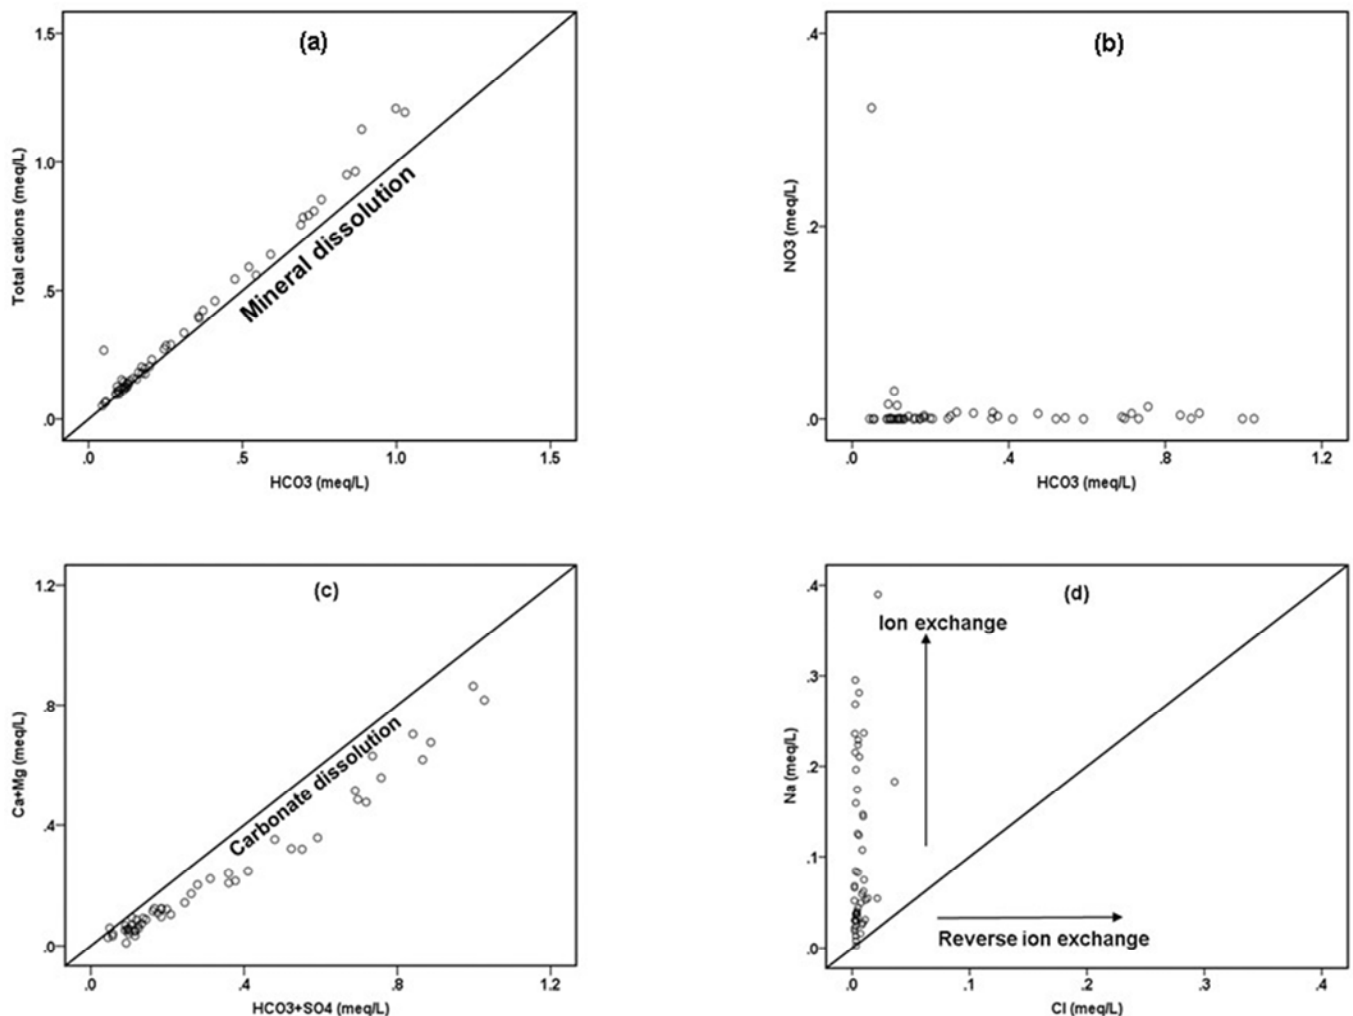 (a)
1.5
1.0
.5
.0
Total cations (meq/L)
Mineral dissolution
.0 .5 1.0 1.5
HCO3 (meq/L)
(b)
.4
.2
.0
NO3 (meq/L)
.0 .4 .8 1.2
HCO3 (meq/L)
(c)
1.2
.8
.4
.0
Ca+Mg (meq/L)
Carbonate dissolution
.0 .4 .8 1.2
HCO3+SO4 (meq/L)
(d)
.4
.3
.2
.1
.0
Na (meq/L)
Ion exchange
Reverse ion exchange
.0 .1 .2 .3 .4
Cl (meq/L)